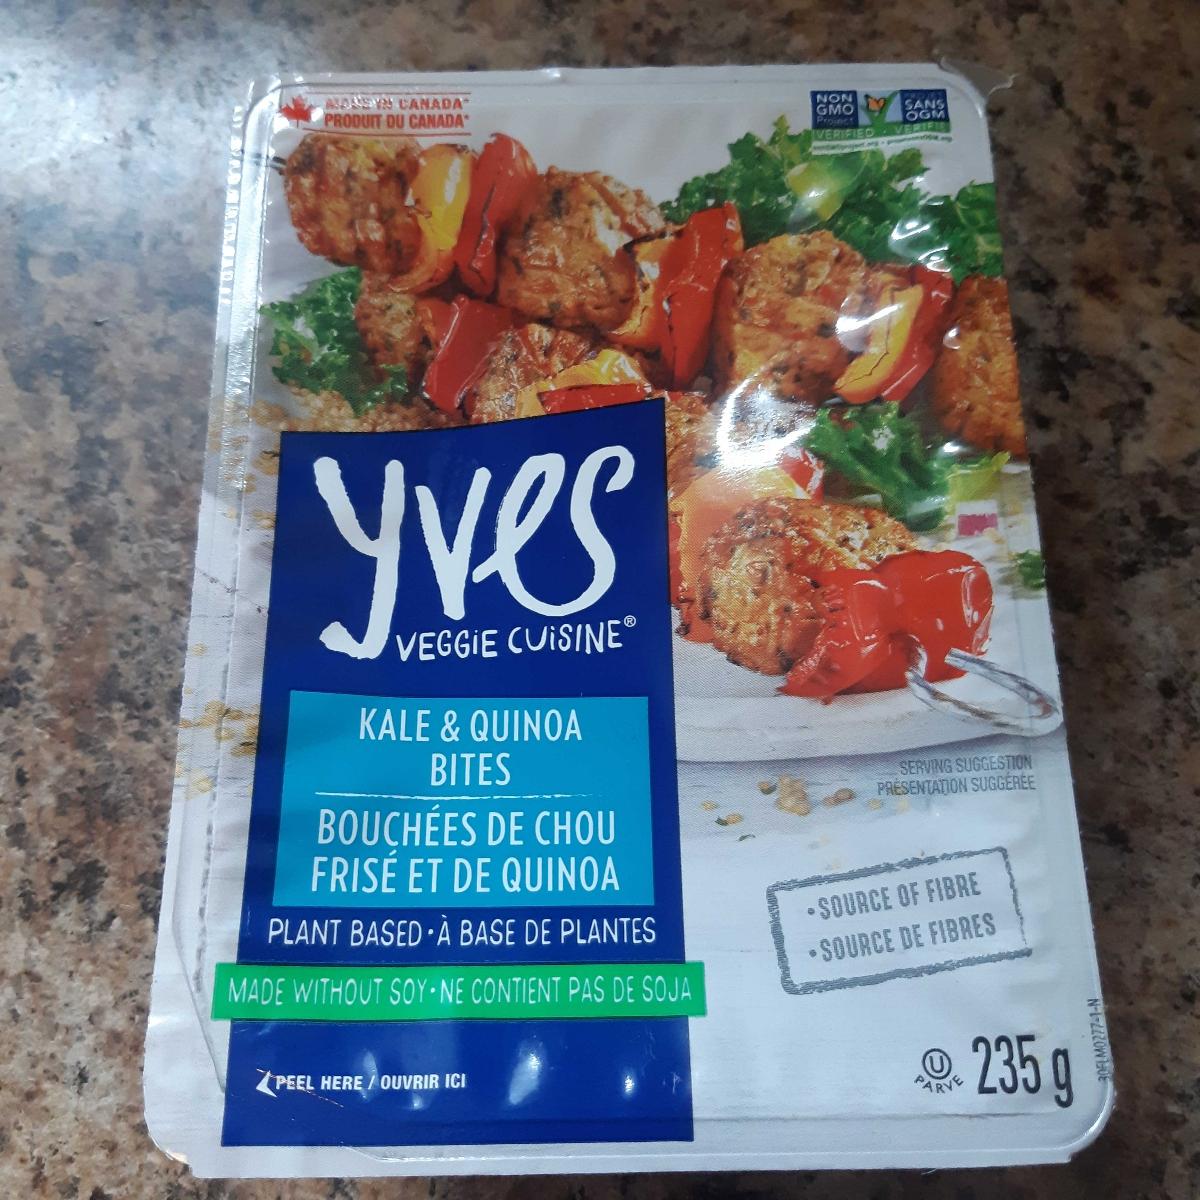 MADE IN CANADA*
PRODUIT DU CANADA*
NON GMO Project
PROJET SANS OGM
VERIFIED · VERIFIE
yves
VEGGiE CUiSiNE®
KALE & QUINOA
BITES
BOUCHÉES DE CHOU
FRISÉ ET DE QUINOA
PLANT BASED · À BASE DE PLANTES
MADE WITHOUT SOY · NE CONTIENT PAS DE SOJA
PEEL HERE / OUVRIR ICI
SERVING SUGGESTION
PRÉSENTATION SUGGÉRÉE
• SOURCE OF FIBRE
• SOURCE DE FIBRES
U
PARVE
235 g